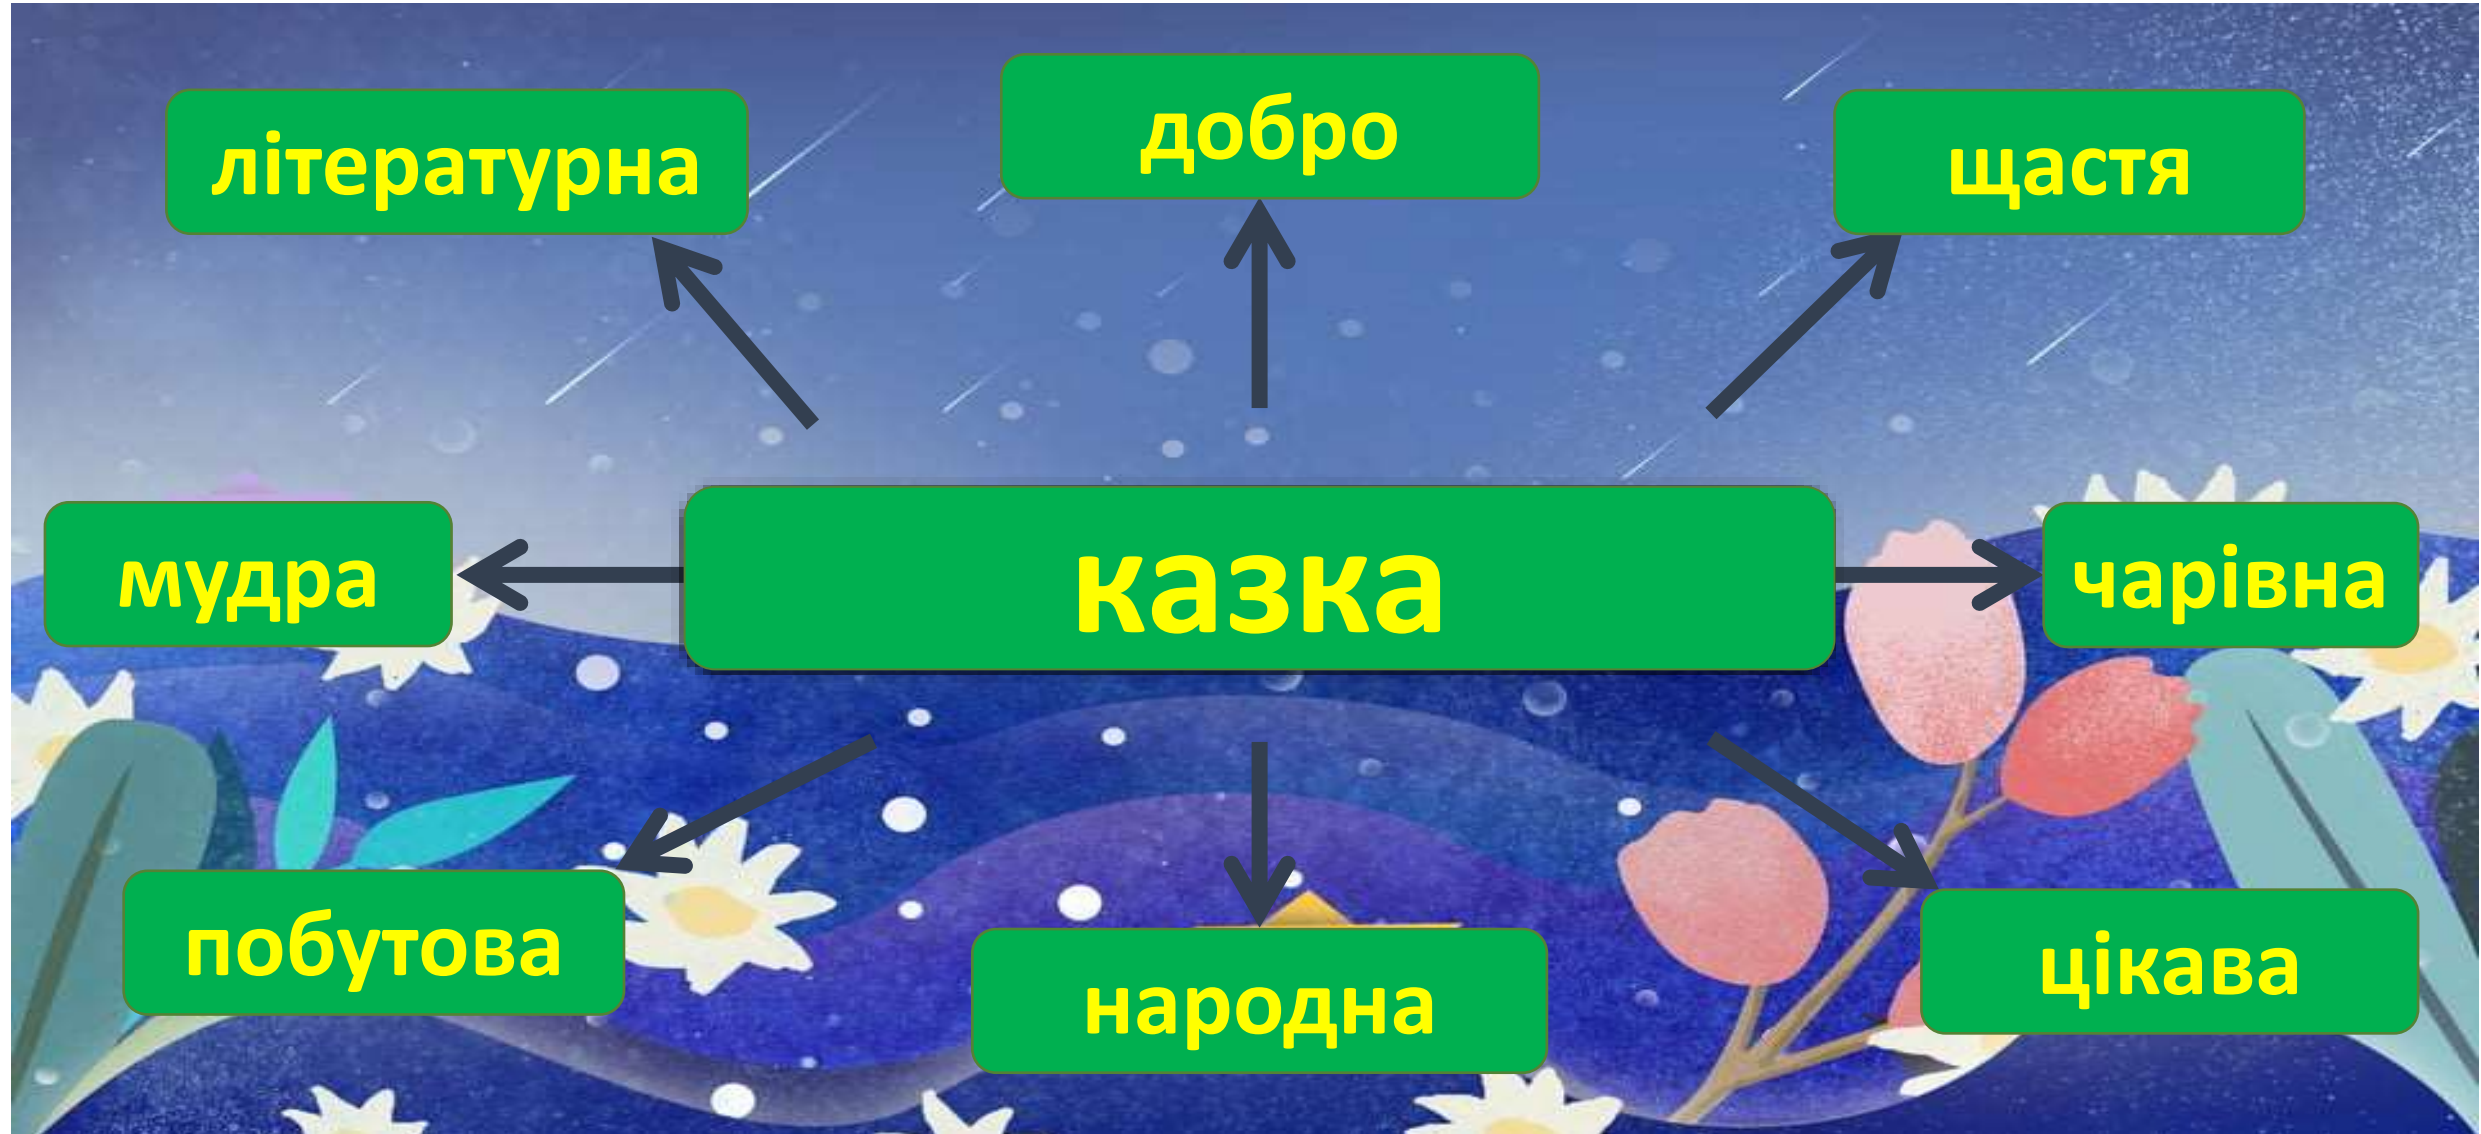 літературна
добро
щастя
мудра
казка
чарівна
побутова
народна
цікава